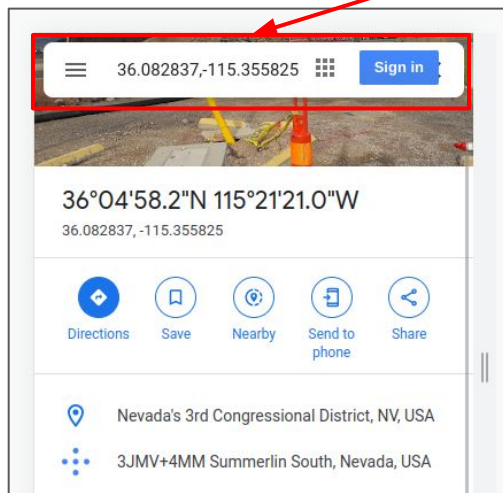 36.082837,-115.355825 Sign in
36°04'58.2"N 115°21'21.0"W
36.082837, -115.355825
Directions Save Nearby Send to phone Share
Nevada's 3rd Congressional District, NV, USA
3JMV+4MM Summerlin South, Nevada, USA